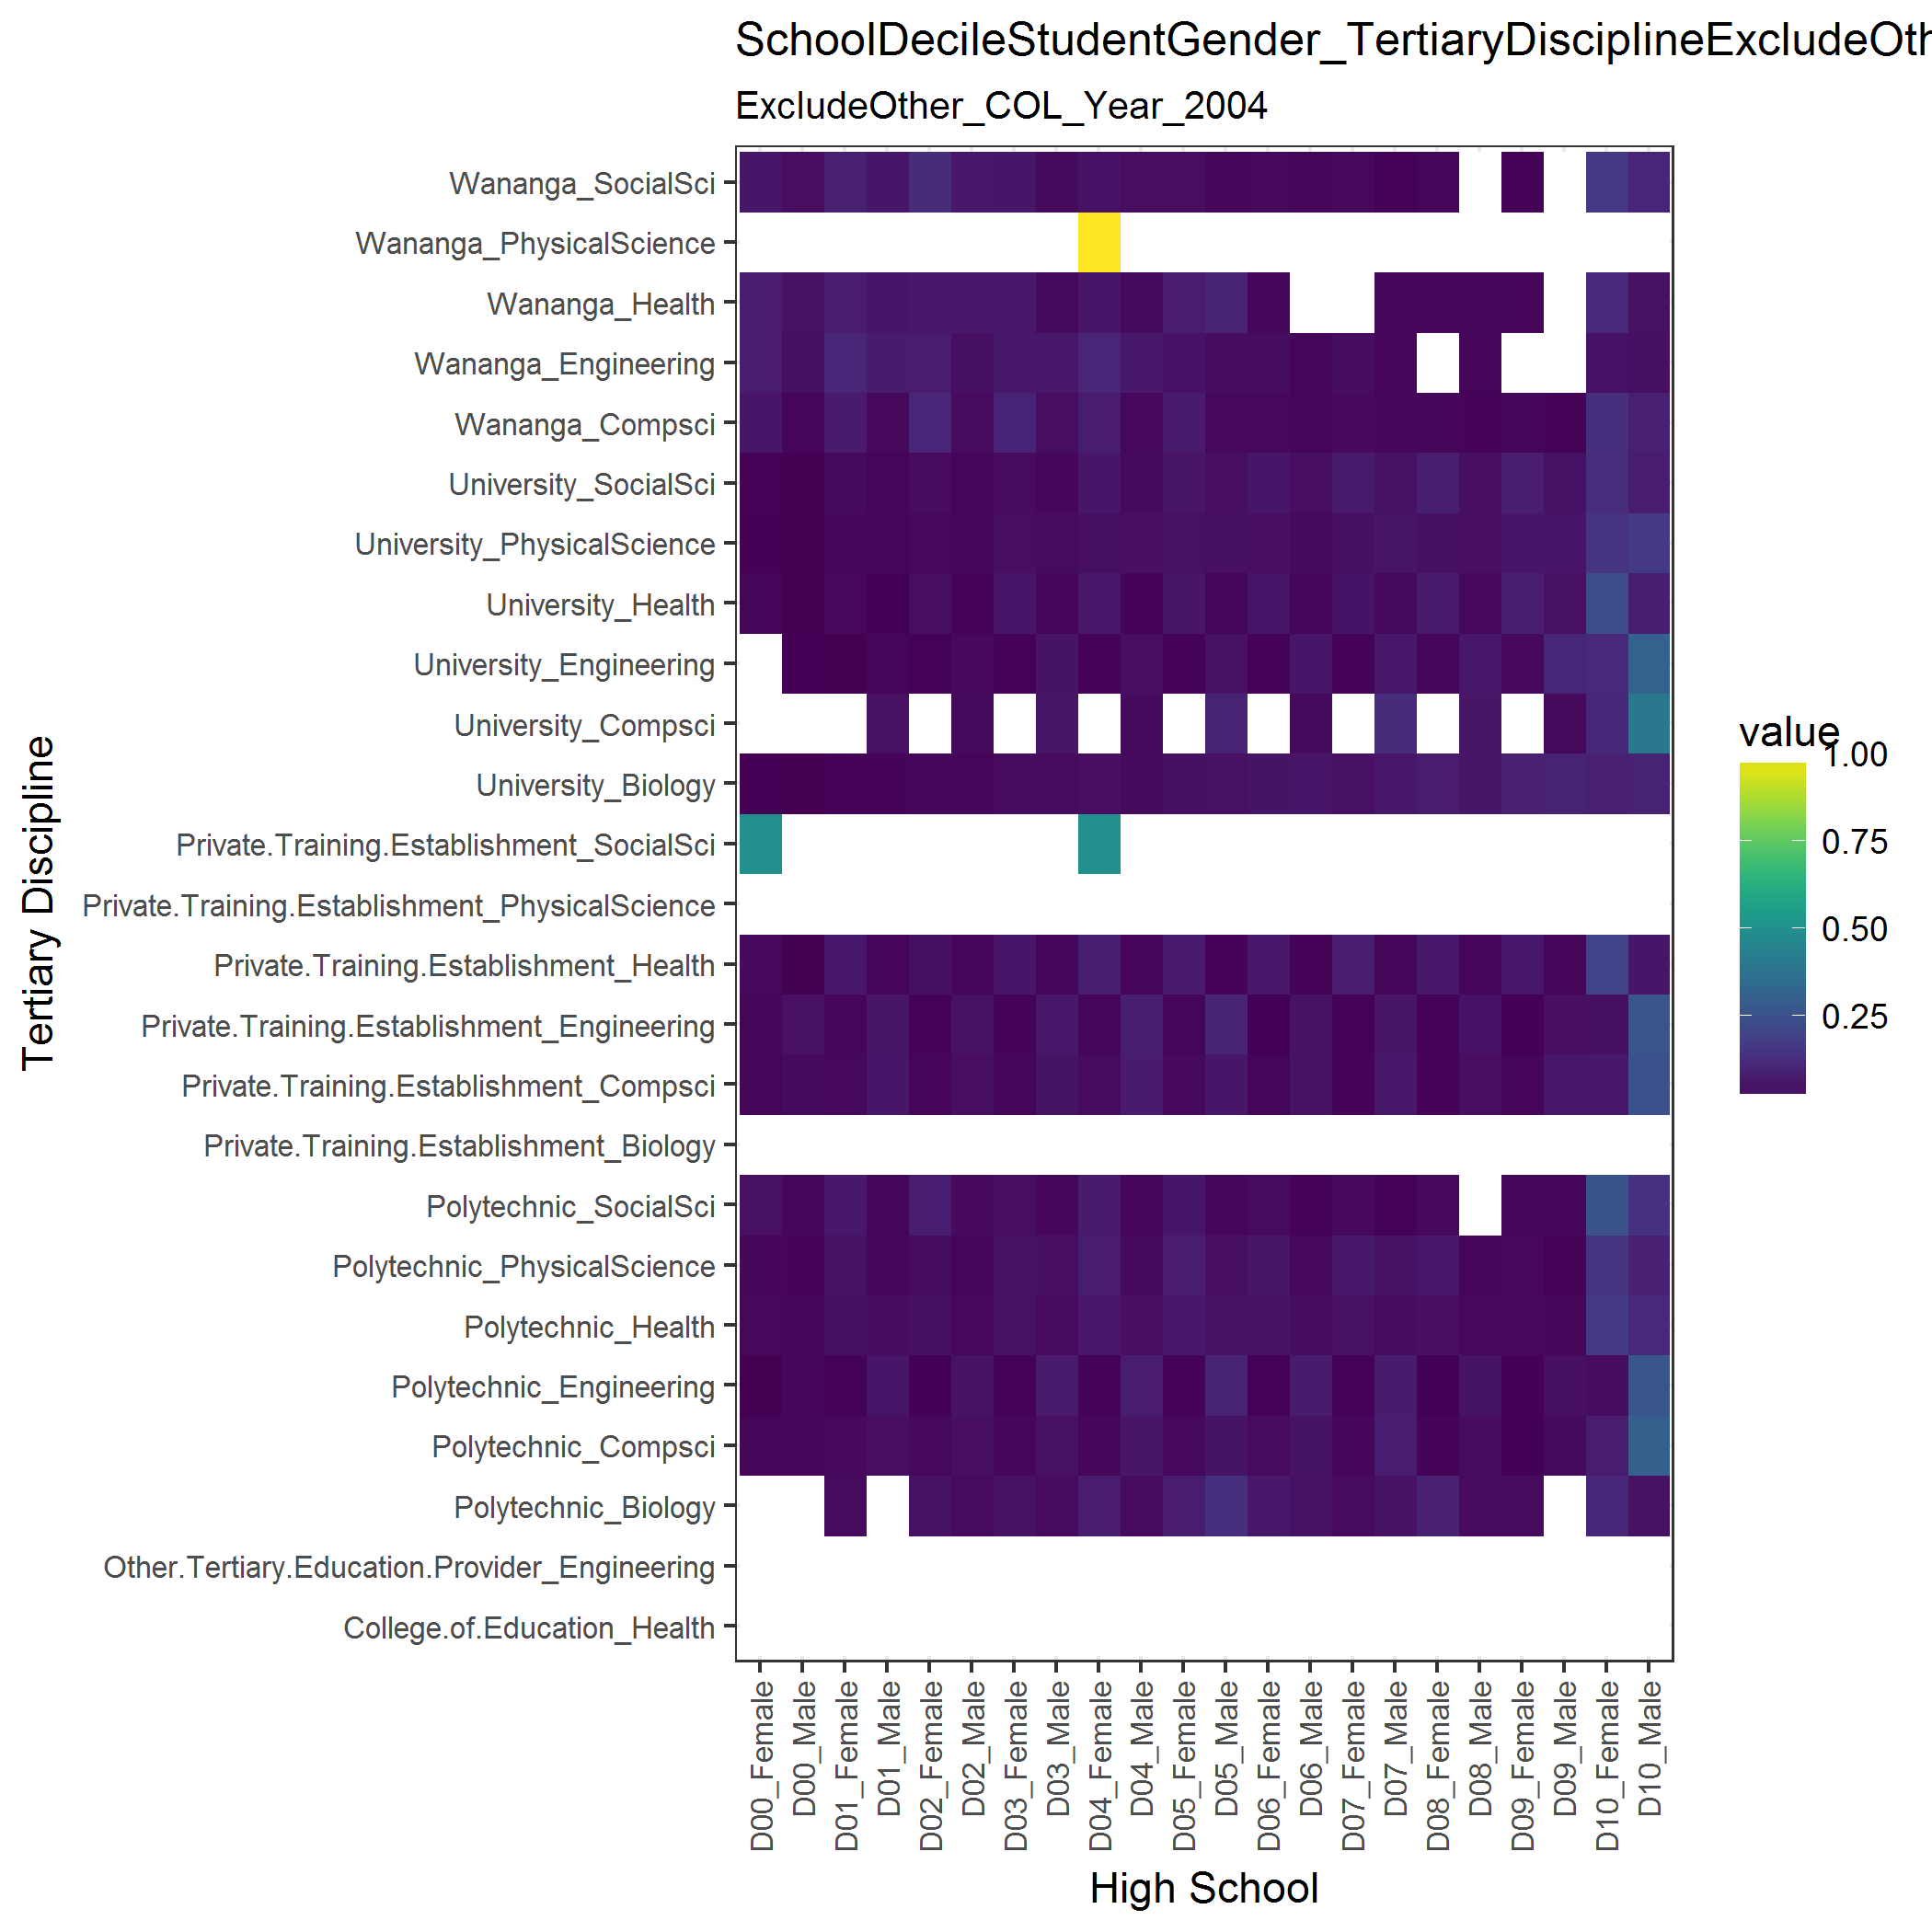 SchoolDecileStudentGender_TertiaryDisciplineExcludeOth
ExcludeOther_COL_Year_2004
Tertiary Discipline
Wananga_SocialSci
Wananga_PhysicalScience
Wananga_Health
Wananga_Engineering
Wananga_Compsci
University_SocialSci
University_PhysicalScience
University_Health
University_Engineering
University_Compsci
University_Biology
Private.Training.Establishment_SocialSci
Private.Training.Establishment_PhysicalScience
Private.Training.Establishment_Health
Private.Training.Establishment_Engineering
Private.Training.Establishment_Compsci
Private.Training.Establishment_Biology
Polytechnic_SocialSci
Polytechnic_PhysicalScience
Polytechnic_Health
Polytechnic_Engineering
Polytechnic_Compsci
Polytechnic_Biology
Other.Tertiary.Education.Provider_Engineering
College.of.Education_Health
D00_Female
D00_Male
D01_Female
D01_Male
D02_Female
D02_Male
D03_Female
D03_Male
D04_Female
D04_Male
D05_Female
D05_Male
D06_Female
D06_Male
D07_Female
D07_Male
D08_Female
D08_Male
D09_Female
D09_Male
D10_Female
D10_Male
High School
value
1.00
0.75
0.50
0.25